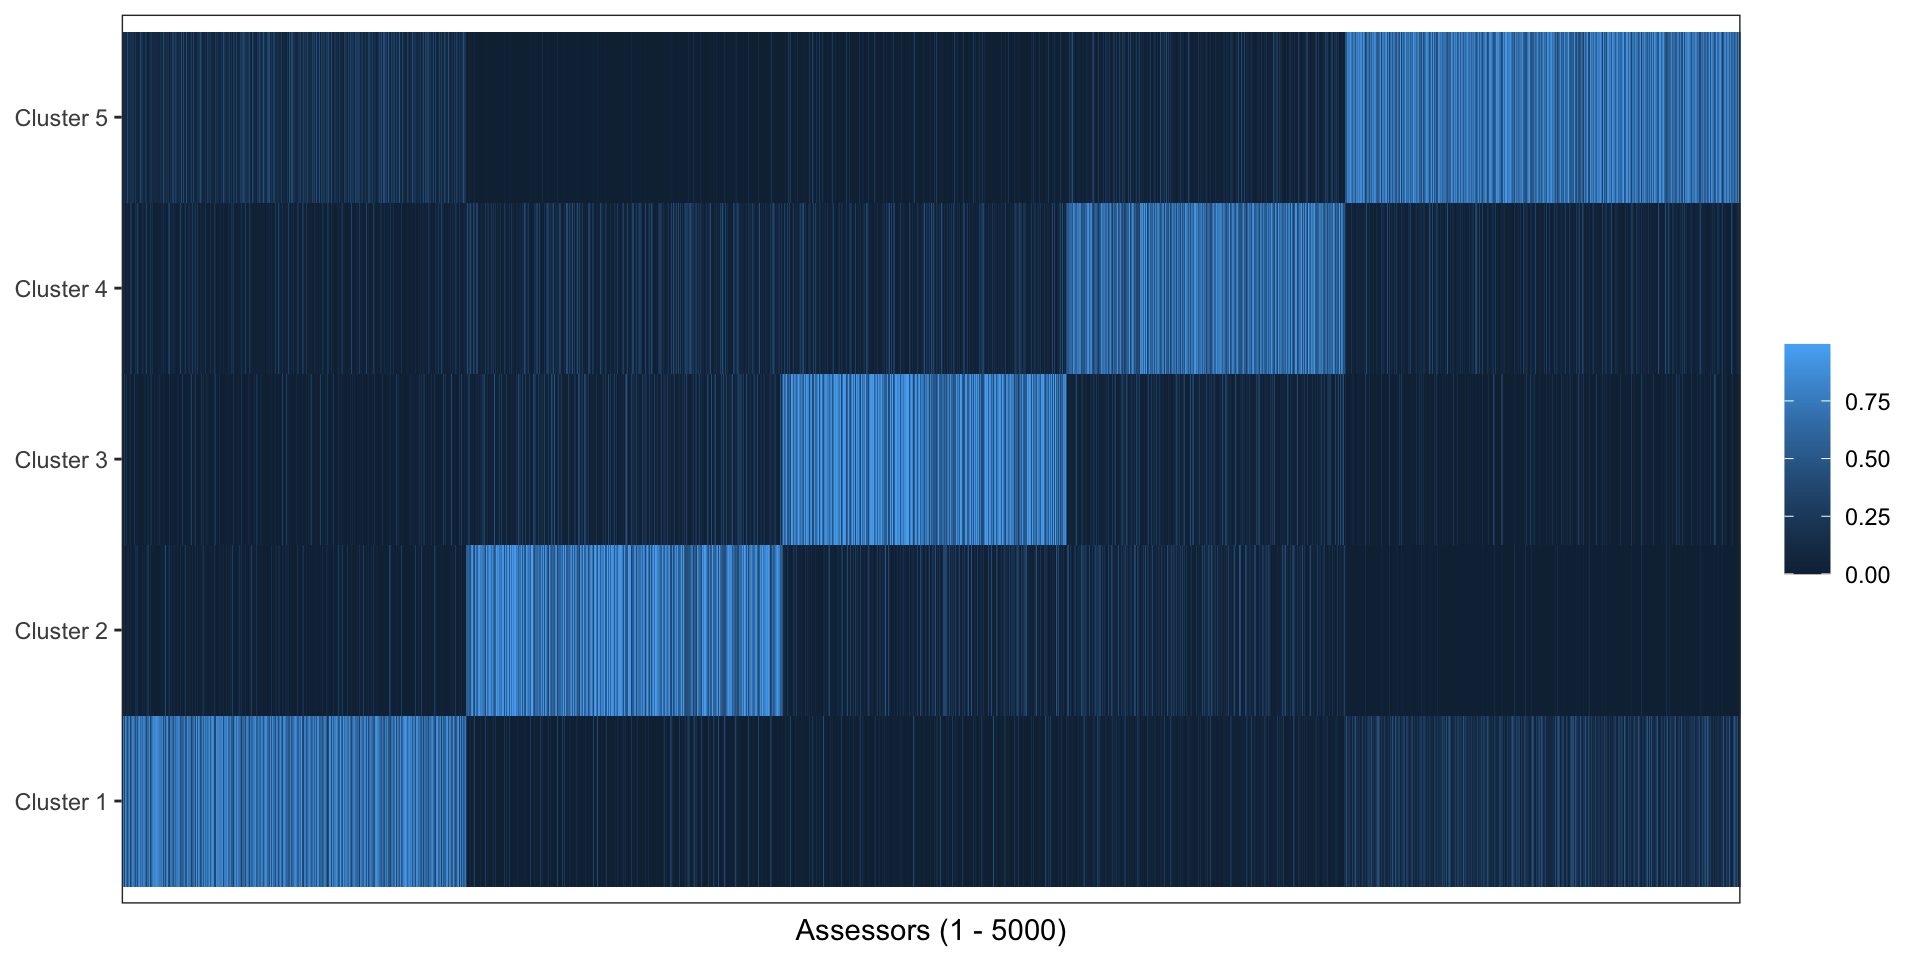 Cluster 5
Cluster 4
Cluster 3
Cluster 2
Cluster 1
0.75
0.50
0.25
0.00
Assessors (1 - 5000)